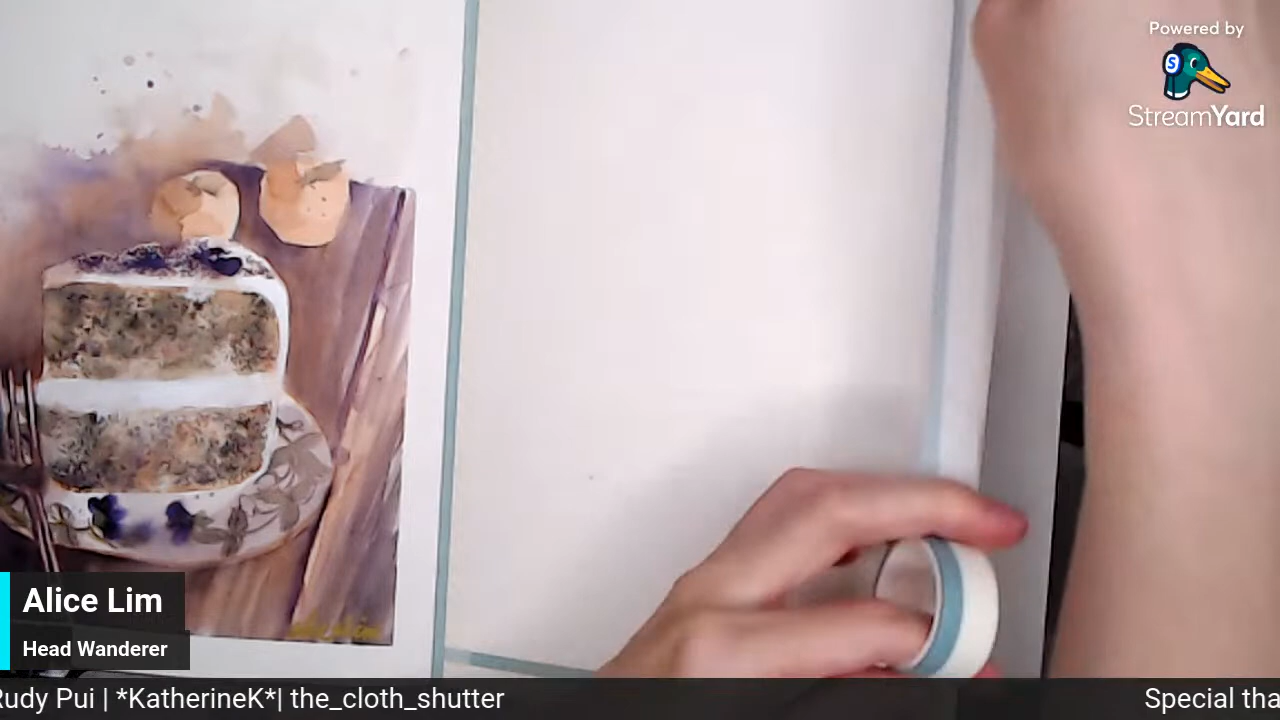 Powered by
StreamYard
Alice Lim
Head Wanderer
Rudy Pui | *KatherineK*| the_cloth_shutter
Special tha